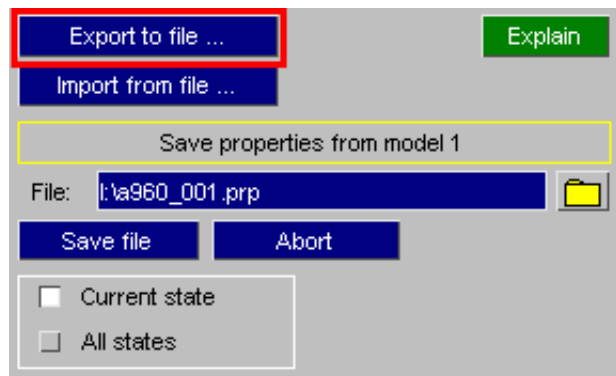 Export to file ...
Explain
Import from file ...
Save properties from model 1
File: I:\a960_001.prp
Save file Abort
Current state
All states